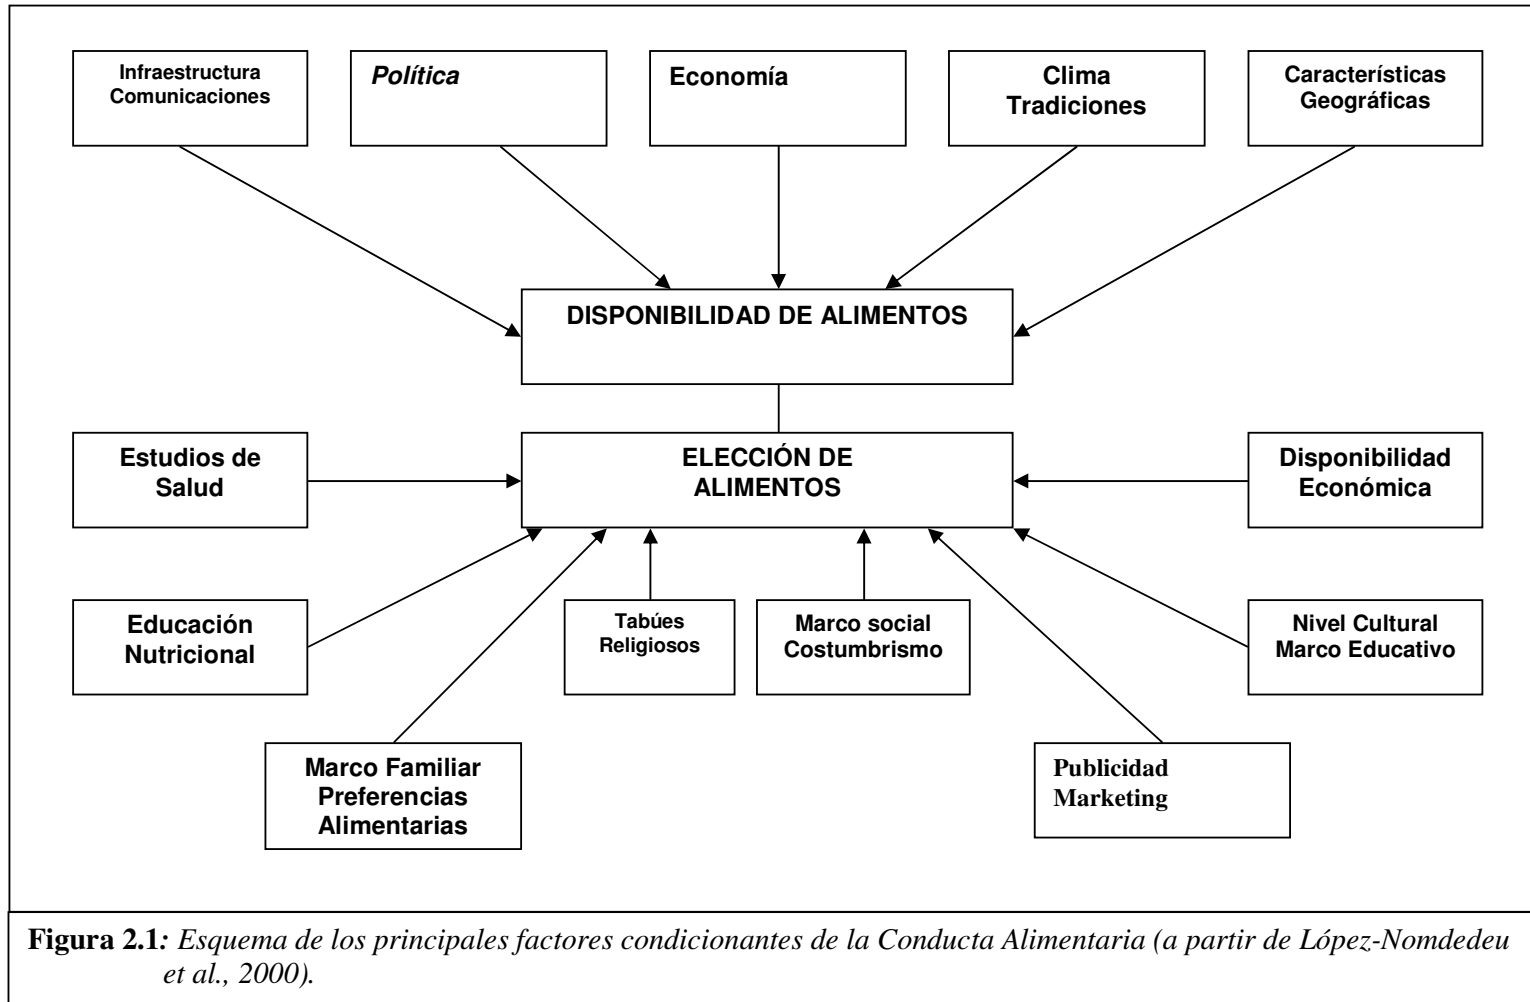 Infraestructura
Comunicaciones
Política
Economía
Clima
Tradiciones
Características
Geográficas
DISPONIBILIDAD DE ALIMENTOS
Estudios de
Salud
ELECCIÓN DE
ALIMENTOS
Disponibilidad
Económica
Educación
Nutricional
Tabúes
Religiosos
Marco social
Costumbrismo
Nivel Cultural
Marco Educativo
Marco Familiar
Preferencias
Alimentarias
Publicidad
Marketing
Figura 2.1: Esquema de los principales factores condicionantes de la Conducta Alimentaria (a partir de López-Nomdedeu
et al., 2000).